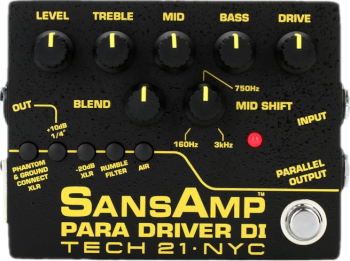 LEVEL TREBLE MID BASS DRIVE
750Hz
OUT BLEND MID SHIFT
+10dB
1/4"
INPUT
160Hz 3kHz
PHANTOM
& GROUND
CONNECT
XLR
-20dB
XLR
RUMBLE
FILTER
AIR
PARALLEL
OUTPUT
SANSAMP™
PARA DRIVER DI
TECH 21·NYC